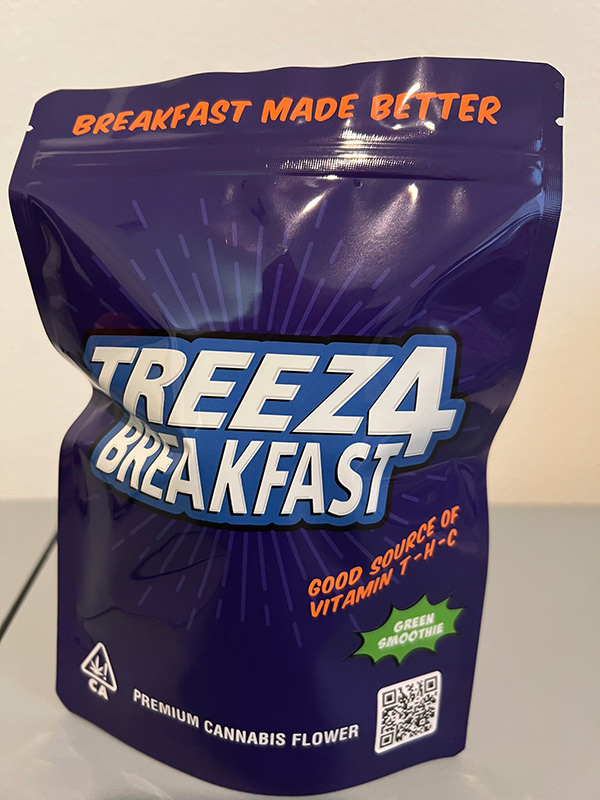 BREAKFAST MADE BETTER
TREEZ4
BREAKFAST
GOOD SOURCE OF
VITAMIN T-H-C
GREEN
SMOOTHIE
!
CA
PREMIUM CANNABIS FLOWER